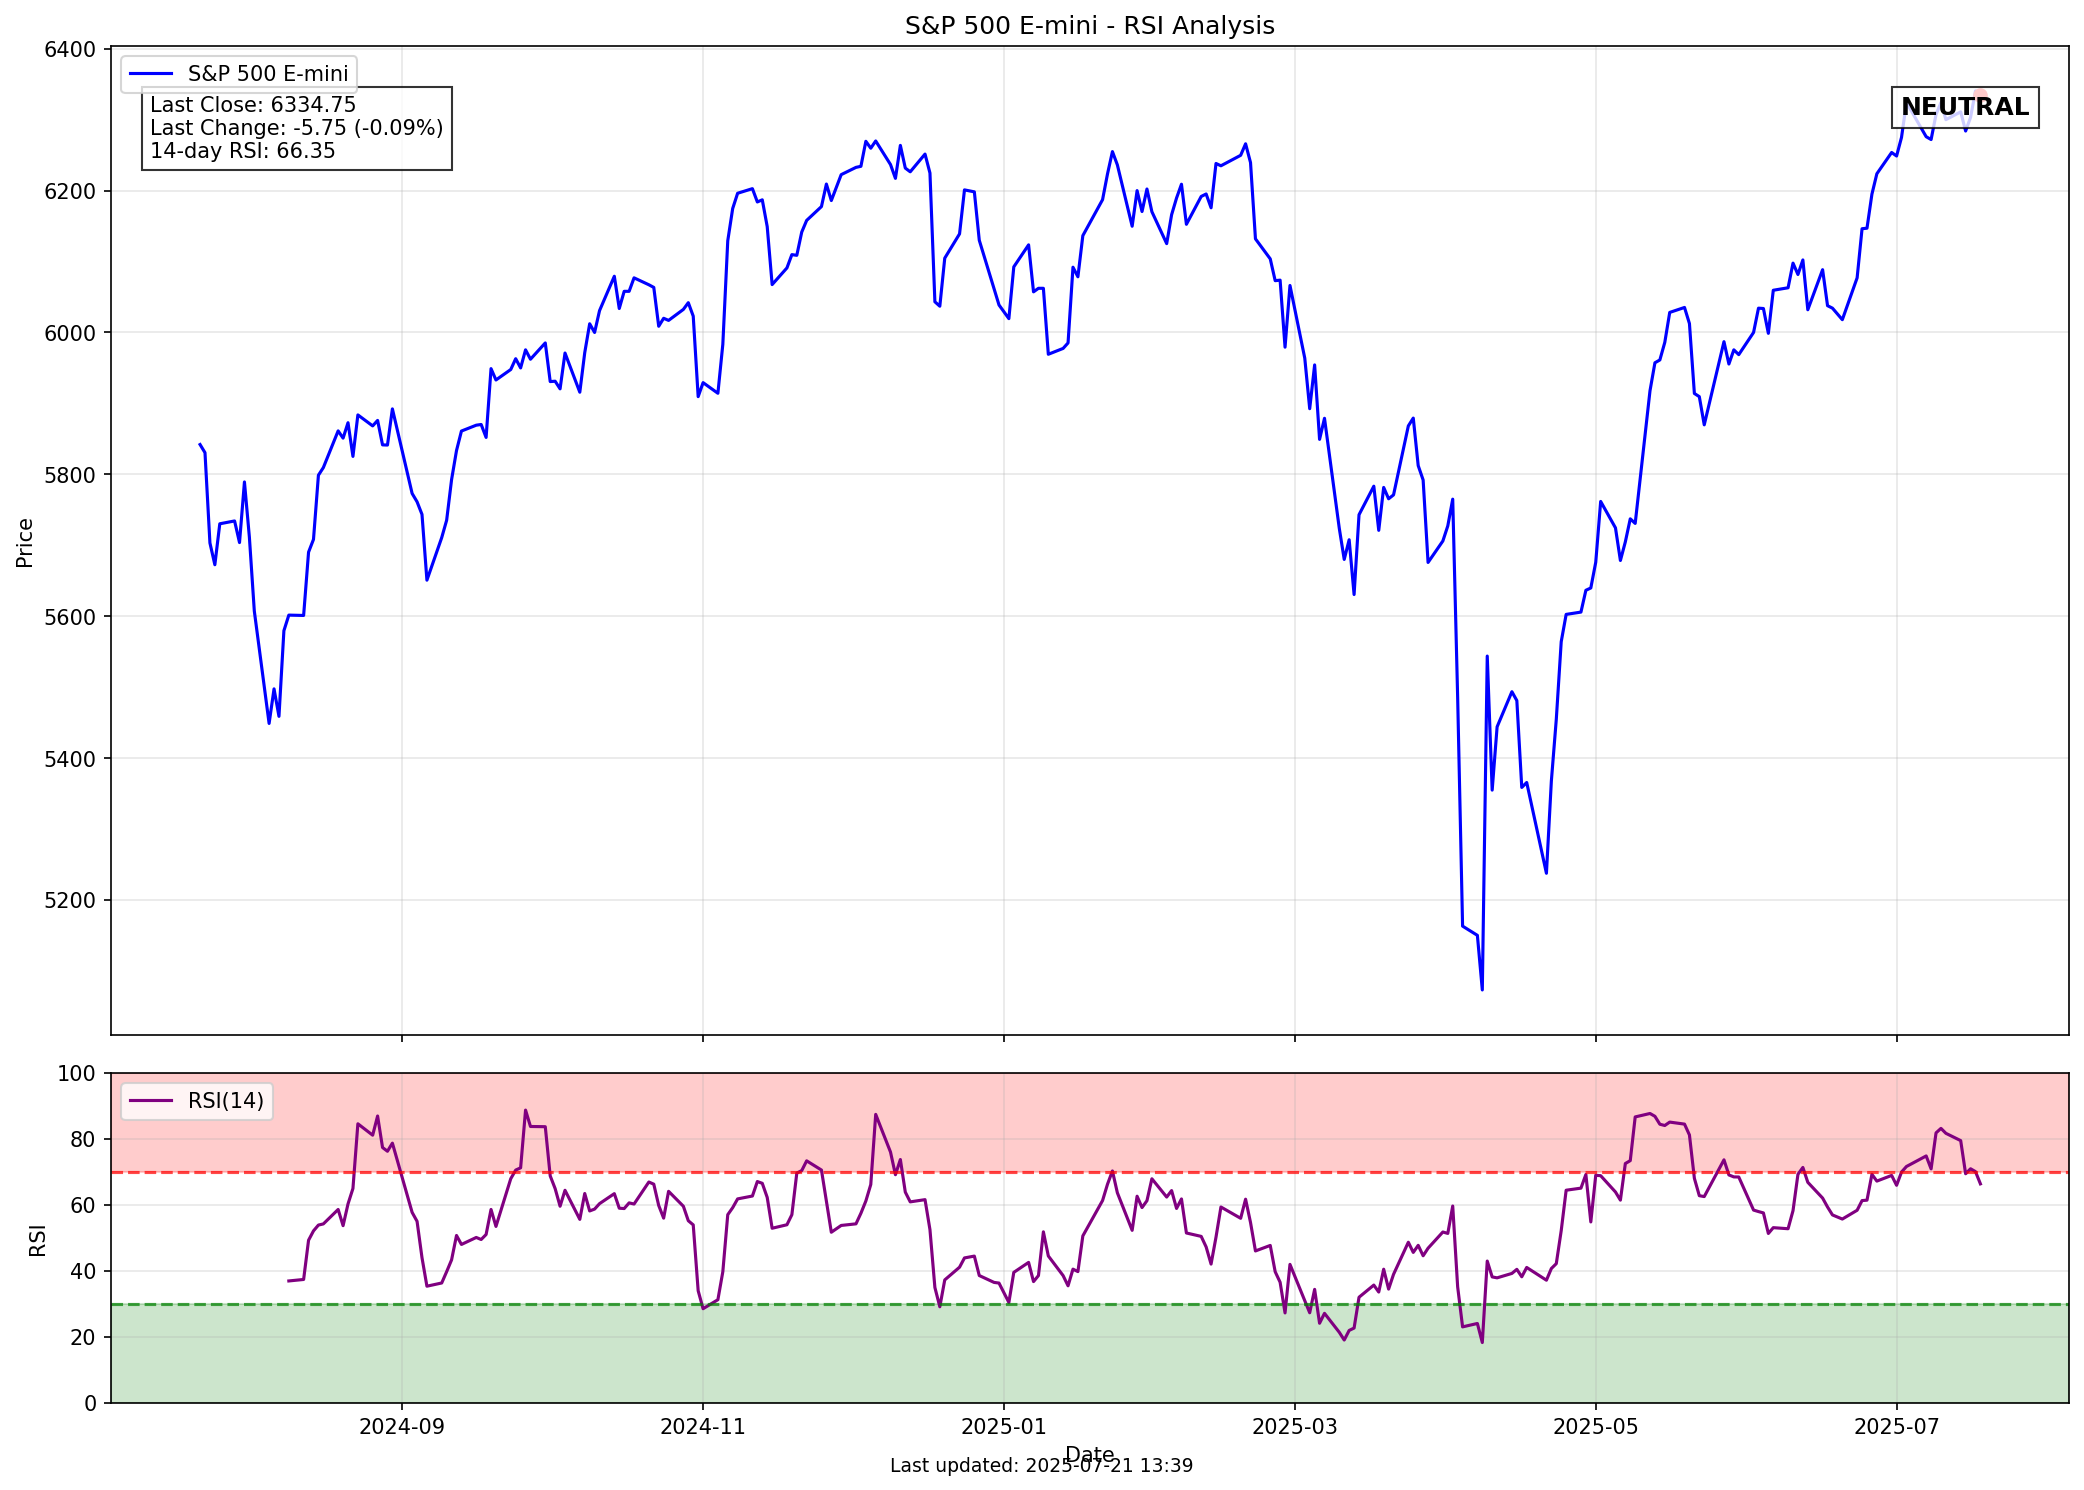 S&P 500 E-mini - RSI Analysis
S&P 500 E-mini
Last Close: 6334.75
Last Change: -5.75 (-0.09%)
14-day RSI: 66.35
NEUTRAL
Price
6400
6200
6000
5800
5600
5400
5200
RSI(14)
RSI
100
80
60
40
20
0
2024-09 2024-11 2025-01 2025-03 2025-05 2025-07
Date
Last updated: 2025-07-21 13:39